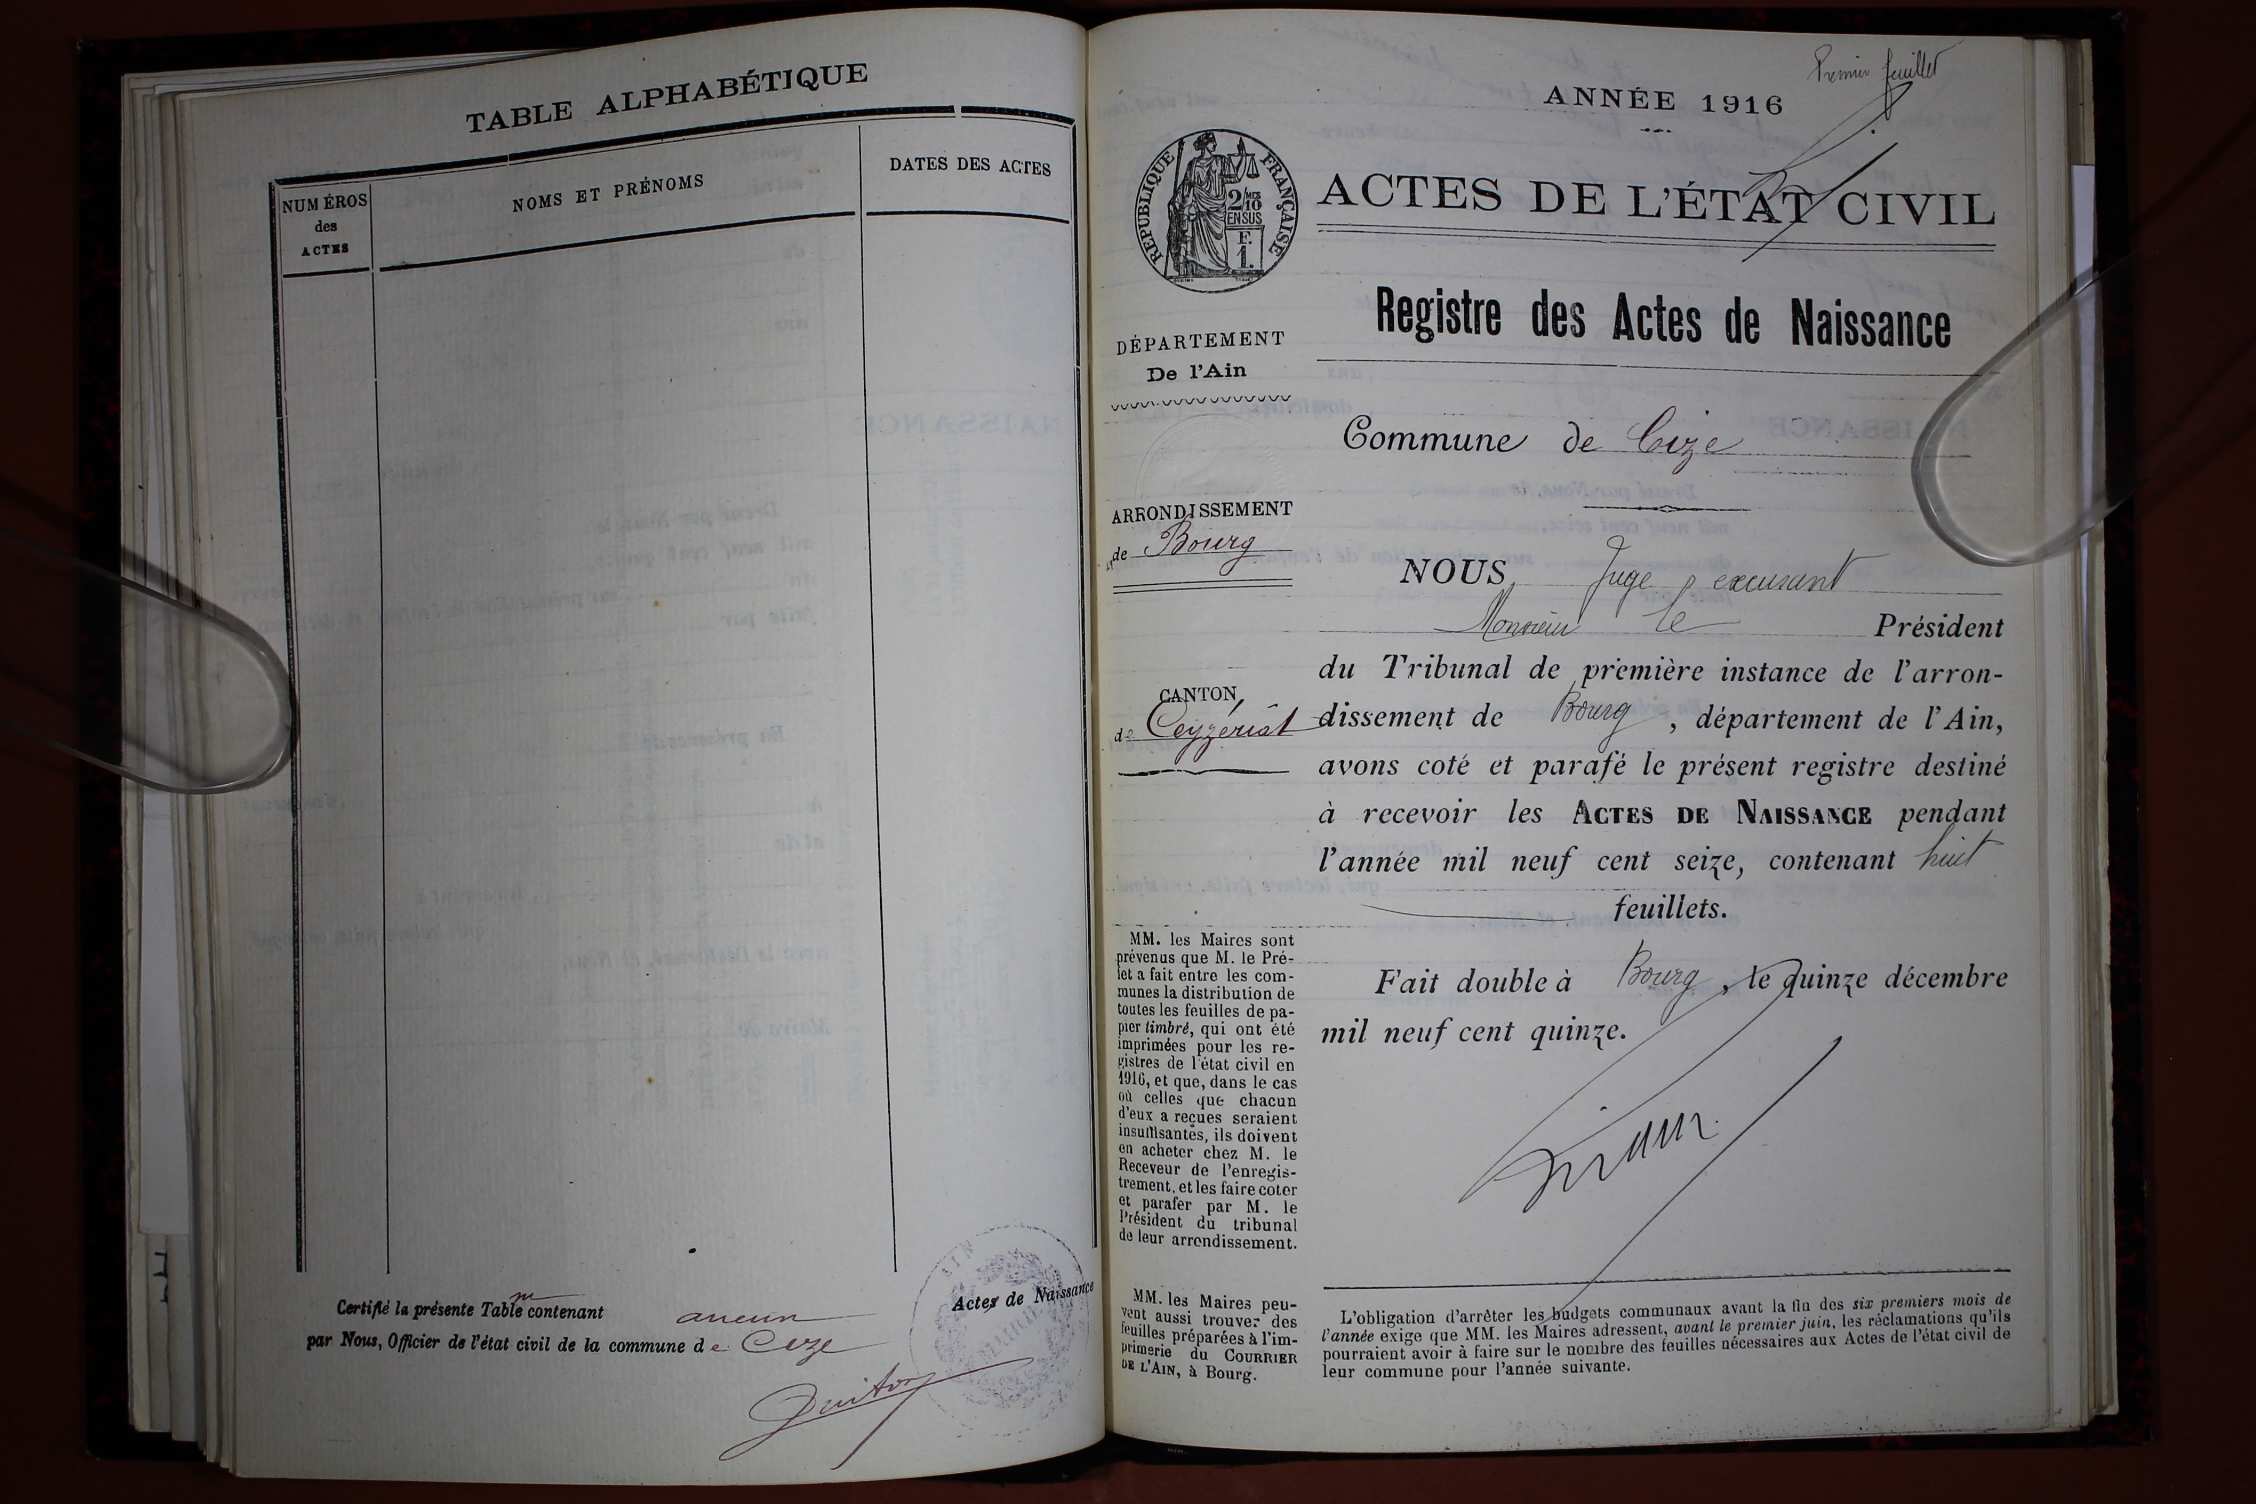 TABLE ALPHABÉTIQUE
NUMÉROS
des
ACTES
NOMS ET PRÉNOMS
DATES DES ACTES
Certifié la présente Table contenant aucun
Actes de Naissance
par Nous, Officier de l'état civil de la commune de Cize
AIN
Premier feuillet
ANNÉE 1916
RÉPUBLIQUE FRANÇAISE
2/10
EN SUS
F.
1.
ACTES DE L'ÉTAT CIVIL
Registre des Actes de Naissance
DÉPARTEMENT
De l'Ain
Commune de Cize
ARRONDISSEMENT
de Bourg
CANTON
de Ceyzériat
NOUS, Juge excusant
Monsieur le Président
du Tribunal de première instance de l'arron-
dissement de Bourg, département de l'Ain,
avons coté et parafé le présent registre destiné
à recevoir les ACTES DE NAISSANCE pendant
l'année mil neuf cent seize, contenant huit
feuillets.
Fait double à Bourg, le quinze décembre
mil neuf cent quinze.
MM. les Maires sont
prévenus que M. le Pré-
fet a fait entre les com-
munes la distribution de
toutes les feuilles de pa-
pier timbré, qui ont été
imprimées pour les re-
gistres de l'état civil en
1916, et que, dans le cas
où celles que chacun
d'eux a reçues seraient
insuffisantes, ils doivent
en acheter chez M. le
Receveur de l'enregis-
trement, et les faire coter
et parafer par M. le
Président du tribunal
de leur arrondissement.
MM. les Maires peu-
vent aussi trouver des
feuilles préparées à l'im-
primerie du COURRIER
DE L'AIN, à Bourg.
L'obligation d'arrêter les budgets communaux avant la fin des six premiers mois de
l'année exige que MM. les Maires adressent, avant le premier juin, les réclamations qu'ils
pourraient avoir à faire sur le nombre des feuilles nécessaires aux Actes de l'état civil de
leur commune pour l'année suivante.